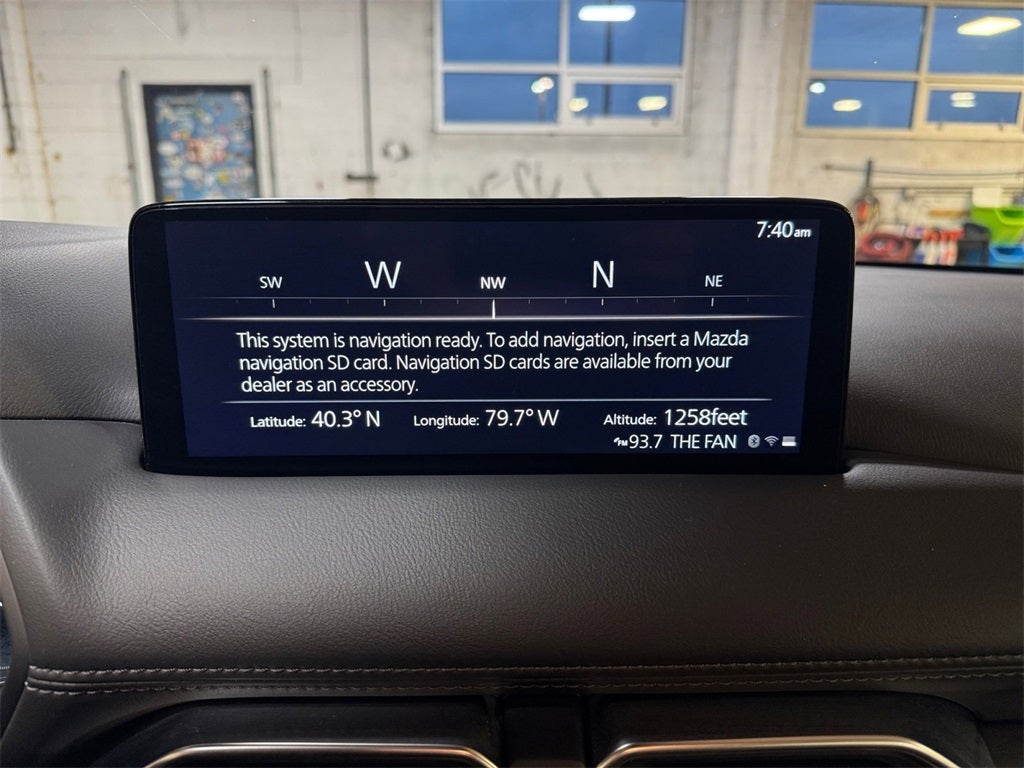 7:40am
SW W NW N NE
This system is navigation ready. To add navigation, insert a Mazda
navigation SD card. Navigation SD cards are available from your
dealer as an accessory.
Latitude: 40.3° N Longitude: 79.7° W Altitude: 1258feet
FM 93.7 THE FAN